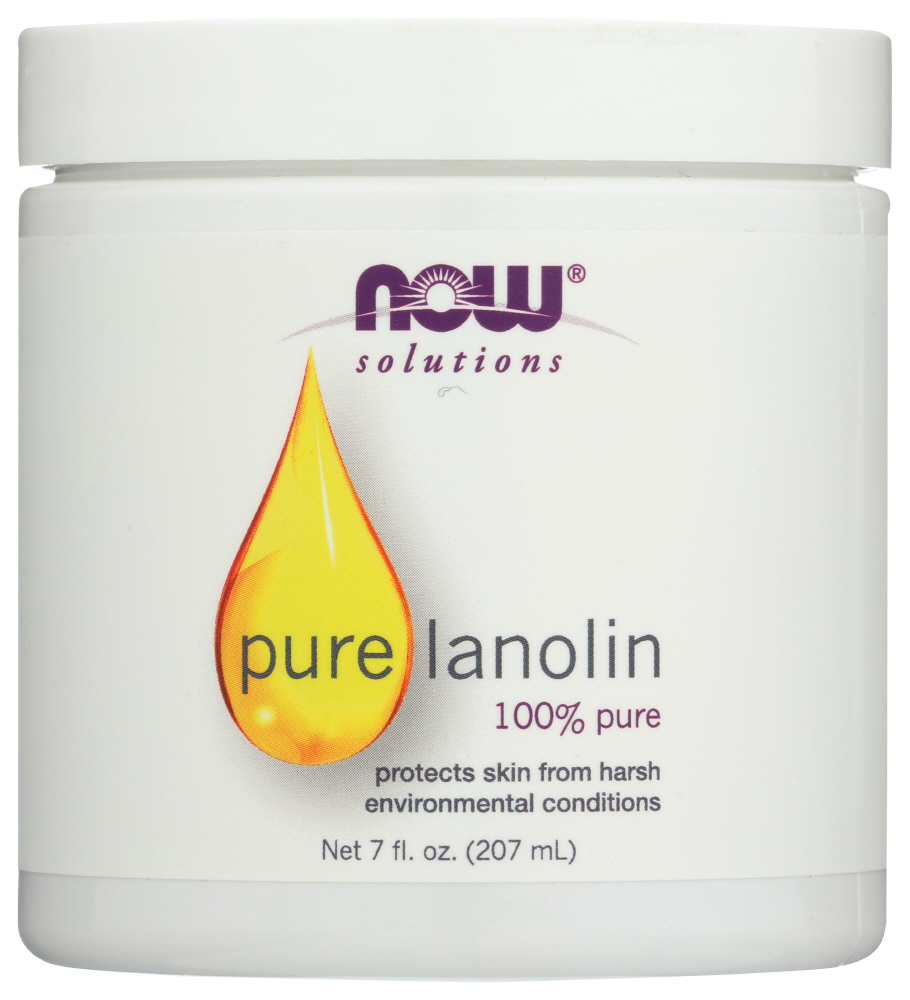 now®
solutions
pure lanolin
100% pure
protects skin from harsh
environmental conditions
Net 7 fl. oz. (207 mL)